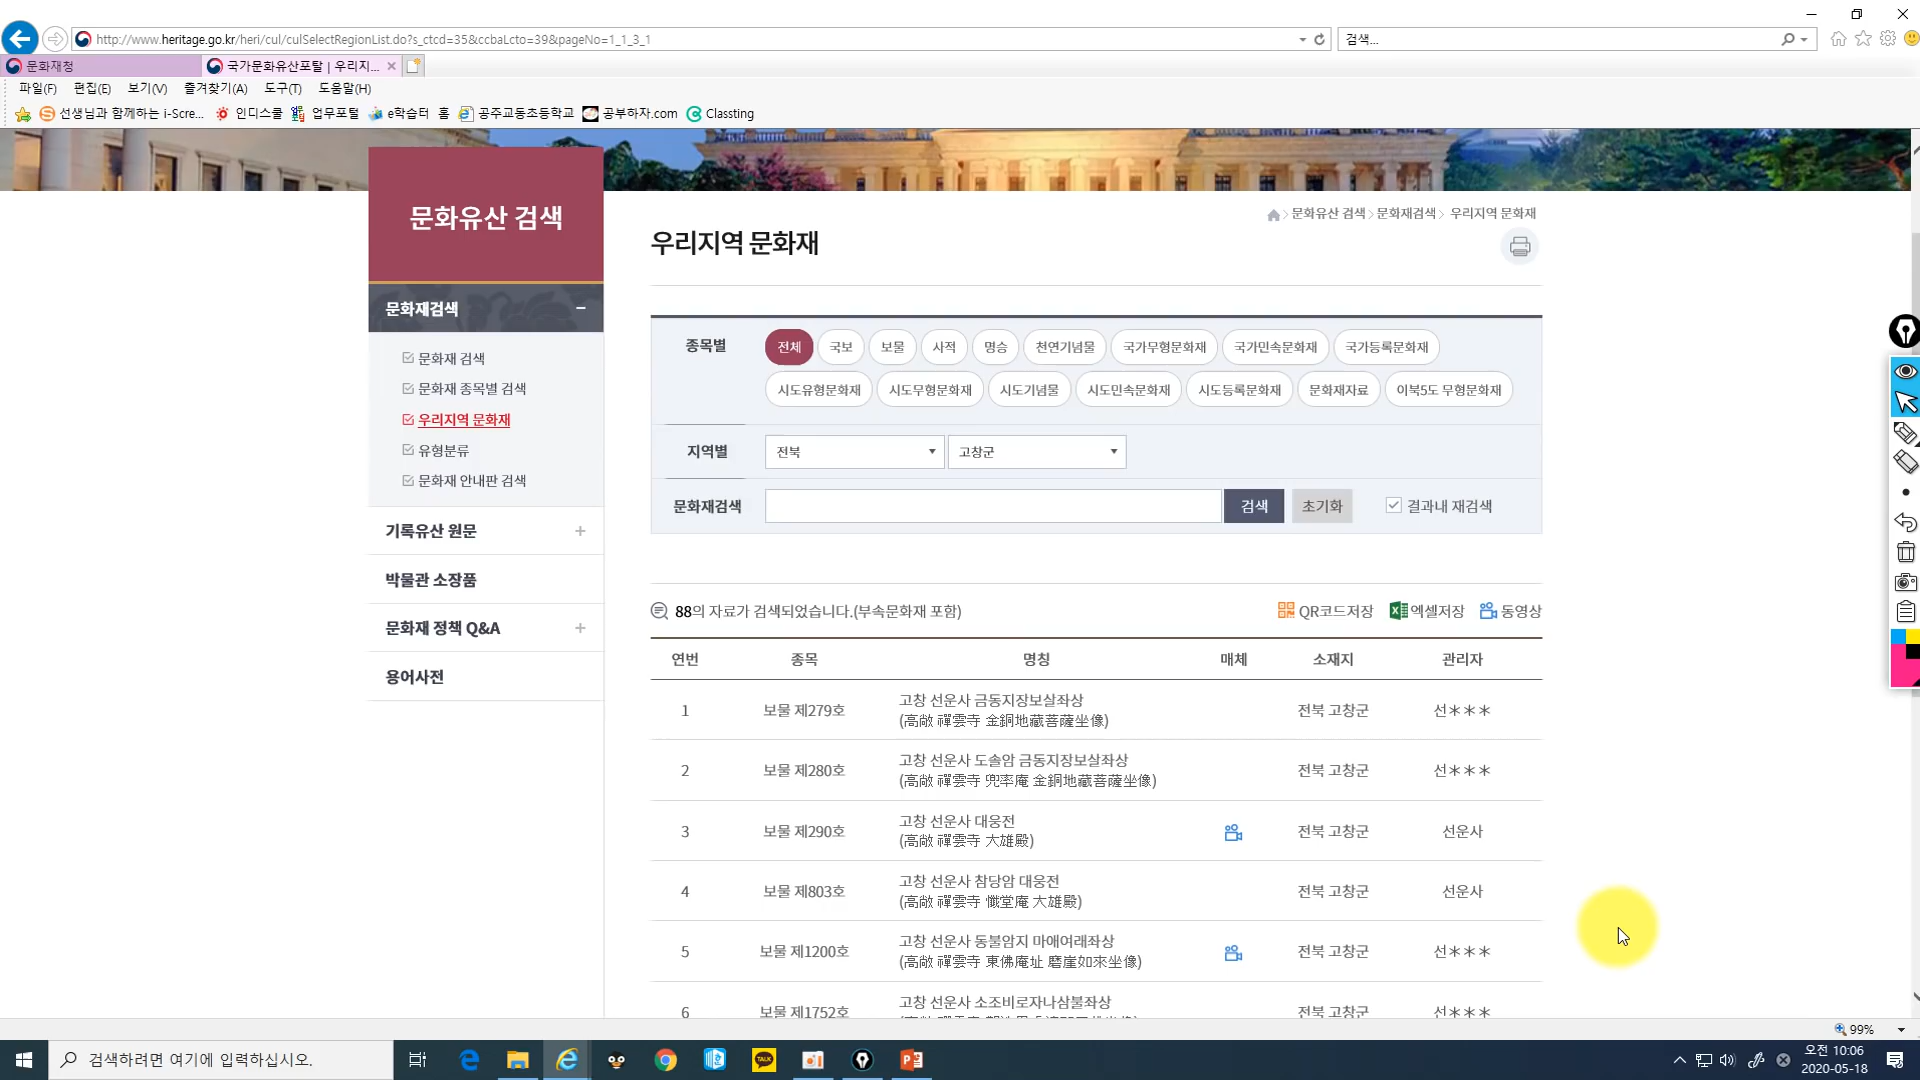 http://www.heritage.go.kr/heri/cul/culSelectRegionList.do?s_ctcd=35&ccbaLcto=39&pageNo=1_1_3_1
검색...
문화재청
국가문화유산포탈 | 우리지...
파일(F) 편집(E) 보기(V) 즐겨찾기(A) 도구(T) 도움말(H)
선생님과 함께하는 i-Scre... 인디스쿨 업무포털 e학습터 홈 공주교동초등학교 공부하자.com Classting
문화유산 검색
문화재검색
문화재 검색
문화재 종목별 검색
우리지역 문화재
유형분류
문화재 안내판 검색
기록유산 원문
박물관 소장품
문화재 정책 Q&A
용어사전
문화유산 검색 > 문화재검색 > 우리지역 문화재
우리지역 문화재
종목별 전체 국보 보물 사적 명승 천연기념물 국가무형문화재 국가민속문화재 국가등록문화재
시도유형문화재 시도무형문화재 시도기념물 시도민속문화재 시도등록문화재 문화재자료 이북5도 무형문화재
지역별 전북 고창군
문화재검색 검색 초기화 결과내 재검색
88의 자료가 검색되었습니다.(부속문화재 포함) QR코드저장 엑셀저장 동영상
연번 종목 명칭 매체 소재지 관리자
1 보물 제279호 고창 선운사 금동지장보살좌상 전북 고창군 선＊＊＊
(高敞 禪雲寺 金銅地藏菩薩坐像)
2 보물 제280호 고창 선운사 도솔암 금동지장보살좌상 전북 고창군 선＊＊＊
(高敞 禪雲寺 兜率庵 金銅地藏菩薩坐像)
3 보물 제290호 고창 선운사 대웅전 전북 고창군 선운사
(高敞 禪雲寺 大雄殿)
4 보물 제803호 고창 선운사 참당암 대웅전 전북 고창군 선운사
(高敞 禪雲寺 懺堂庵 大雄殿)
5 보물 제1200호 고창 선운사 동불암지 마애여래좌상 전북 고창군 선＊＊＊
(高敞 禪雲寺 東佛庵址 磨崖如來坐像)
6 보물 제1752호 고창 선운사 소조비로자나삼불좌상 전북 고창군 선＊＊＊
99%
검색하려면 여기에 입력하십시오.
TALK
오전 10:06
2020-05-18